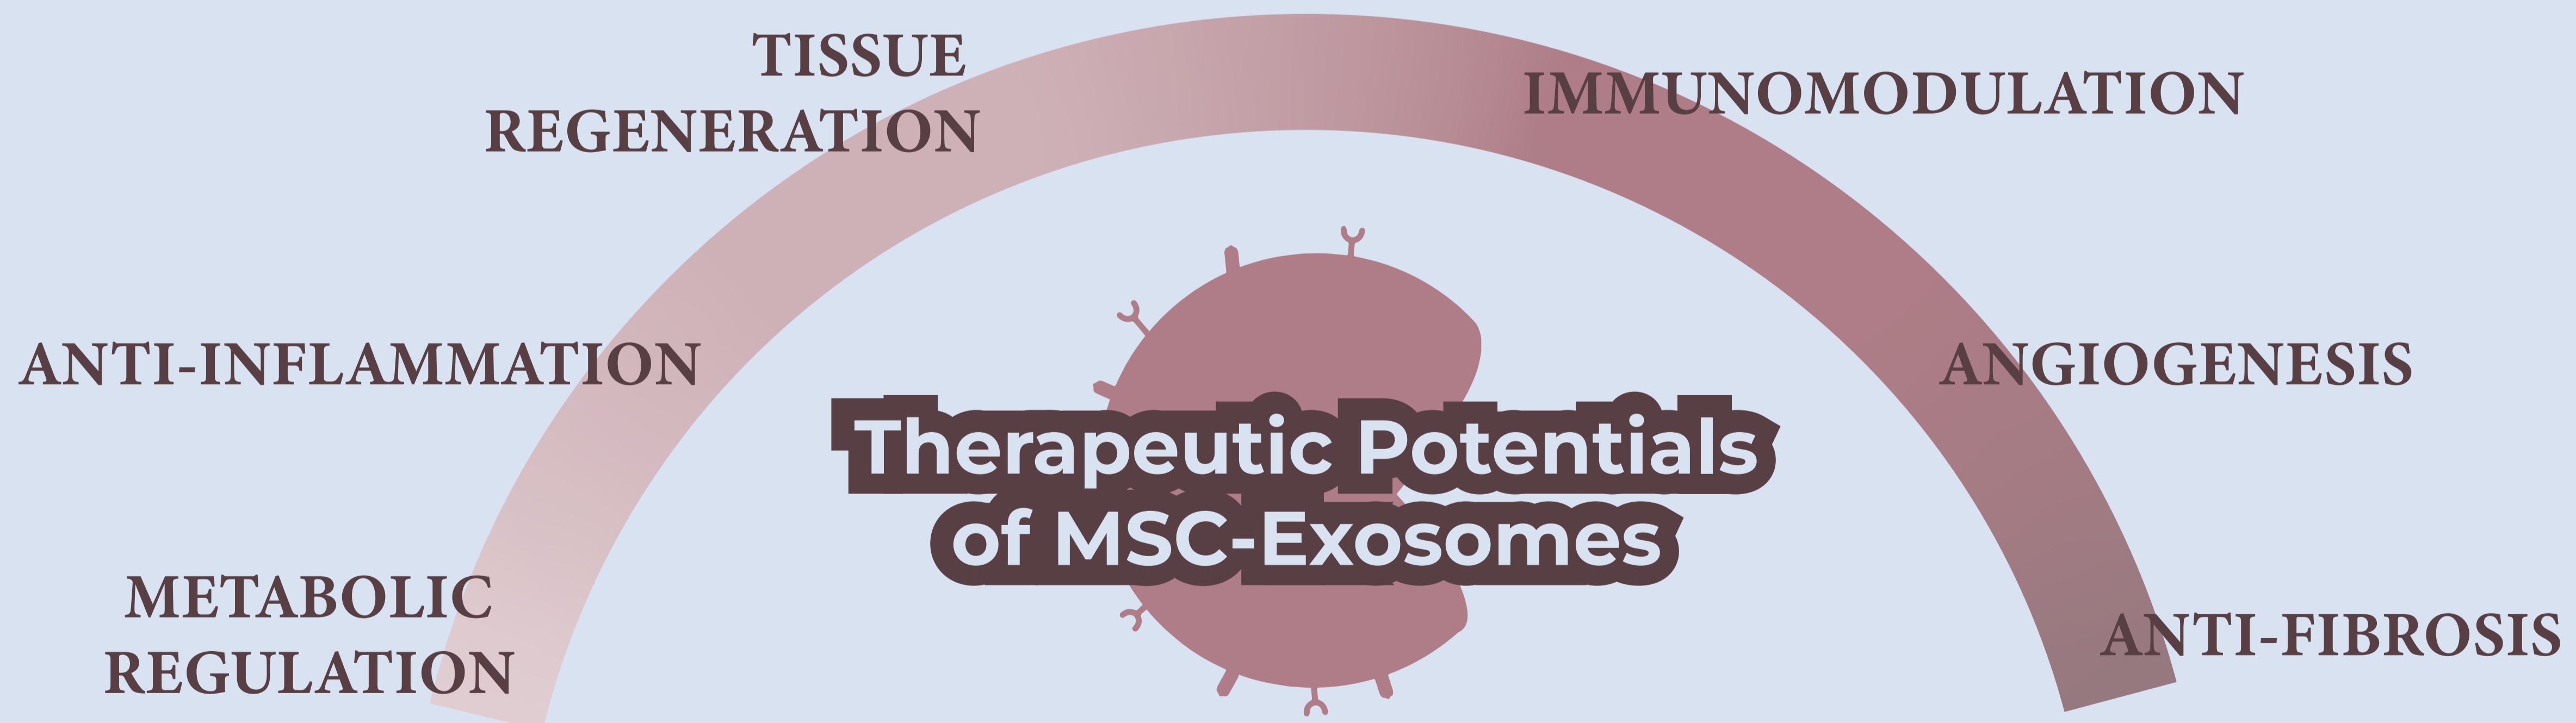 TISSUE
REGENERATION
IMMUNOMODULATION
ANTI-INFLAMMATION
ANGIOGENESIS
Therapeutic Potentials
of MSC-Exosomes
METABOLIC
REGULATION
ANTI-FIBROSIS